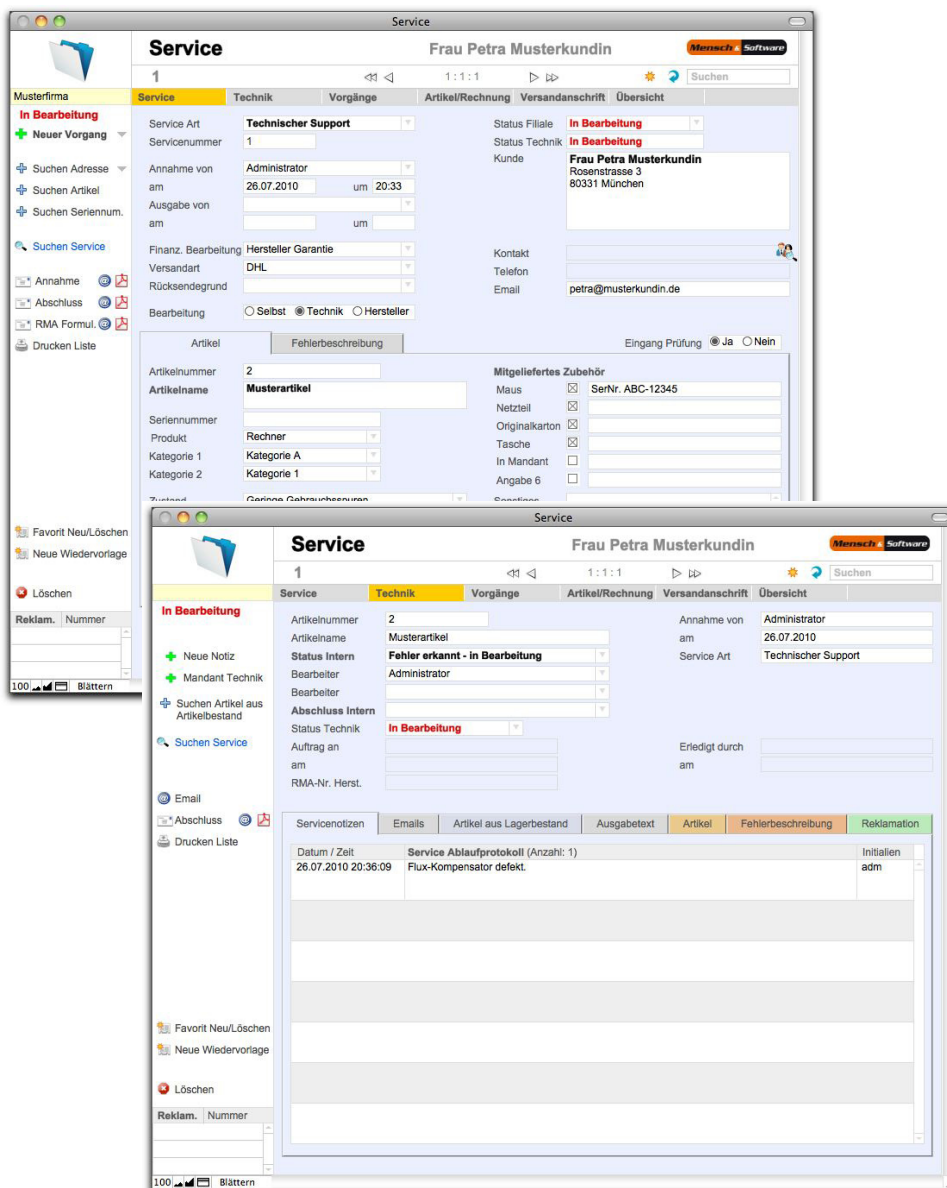 Service
Service
Frau Petra Musterkundin
Mensch & Software
1
1:1:1
Suchen
Musterfirma
Service Technik Vorgänge Artikel/Rechnung Versandanschrift Übersicht
In Bearbeitung
Neuer Vorgang
Suchen Adresse
Suchen Artikel
Suchen Seriennum.
Suchen Service
Annahme
Abschluss
RMA Formul.
Drucken Liste
Favorit Neu/Löschen
Neue Wiedervorlage
Löschen
Reklam. Nummer
100 Blättern
Service Art Technischer Support
Servicenummer 1
Annahme von Administrator
am 26.07.2010 um 20:33
Ausgabe von
am um
Finanz. Bearbeitung Hersteller Garantie
Versandart DHL
Rücksendegrund
Bearbeitung Selbst Technik Hersteller
Status Filiale In Bearbeitung
Status Technik In Bearbeitung
Kunde Frau Petra Musterkundin
Rosenstrasse 3
80331 München
Kontakt
Telefon
Email petra@musterkundin.de
Artikel Fehlerbeschreibung
Eingang Prüfung Ja Nein
Artikelnummer 2
Artikelname Musterartikel
Seriennummer
Produkt Rechner
Kategorie 1 Kategorie A
Kategorie 2 Kategorie 1
Zustand Geringe Gebrauchsspuren
Mitgeliefertes Zubehör
Maus SerNr. ABC-12345
Netzteil
Originalkarton
Tasche
In Mandant
Angabe 6
Sonstiges
Service
Service
Frau Petra Musterkundin
Mensch & Software
1
1:1:1
Suchen
Service Technik Vorgänge Artikel/Rechnung Versandanschrift Übersicht
In Bearbeitung
Neue Notiz
Mandant Technik
Suchen Artikel aus
Artikelbestand
Suchen Service
Email
Abschluss
Drucken Liste
Favorit Neu/Löschen
Neue Wiedervorlage
Löschen
Reklam. Nummer
100 Blättern
Artikelnummer 2
Artikelname Musterartikel
Status Intern Fehler erkannt - in Bearbeitung
Bearbeiter Administrator
Bearbeiter
Abschluss Intern
Status Technik In Bearbeitung
Auftrag an
am
RMA-Nr. Herst.
Annahme von Administrator
am 26.07.2010
Service Art Technischer Support
Erledigt durch
am
Servicenotizen Emails Artikel aus Lagerbestand Ausgabetext Artikel Fehlerbeschreibung Reklamation
Datum / Zeit Service Ablaufprotokoll (Anzahl: 1) Initialien
26.07.2010 20:36:09 Flux-Kompensator defekt. adm